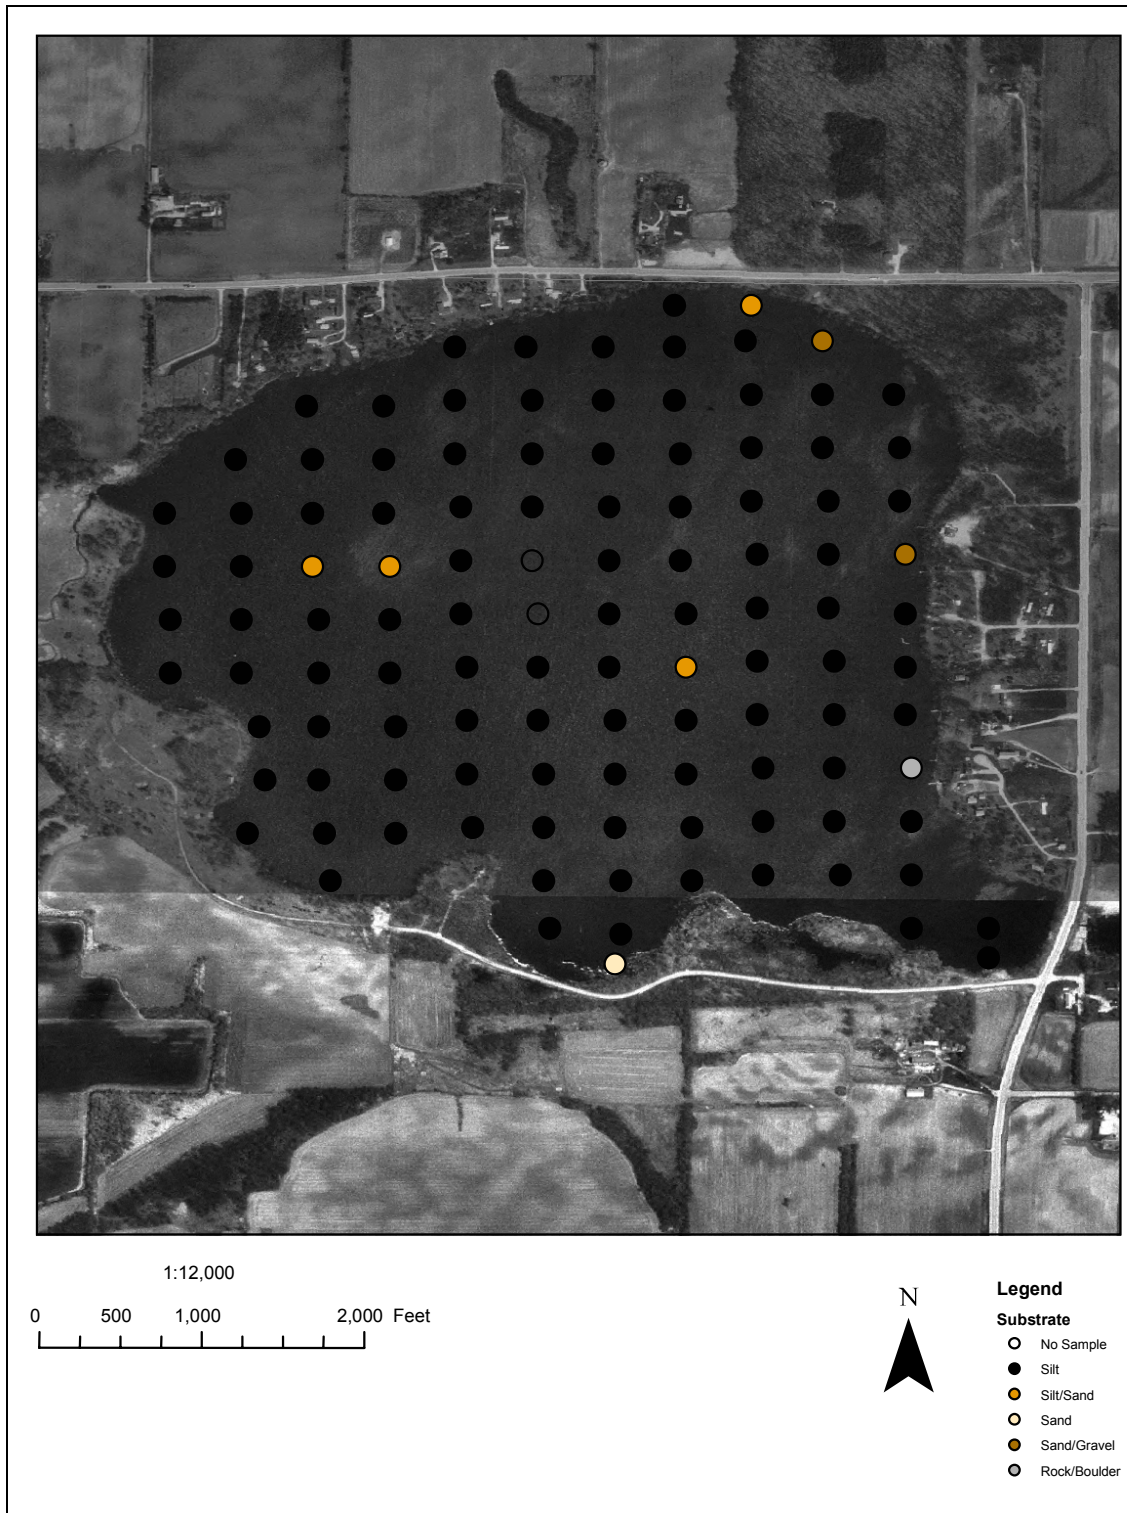 1:12,000
0 500 1,000 2,000 Feet
N
Legend
Substrate
No Sample
Silt
Silt/Sand
Sand
Sand/Gravel
Rock/Boulder